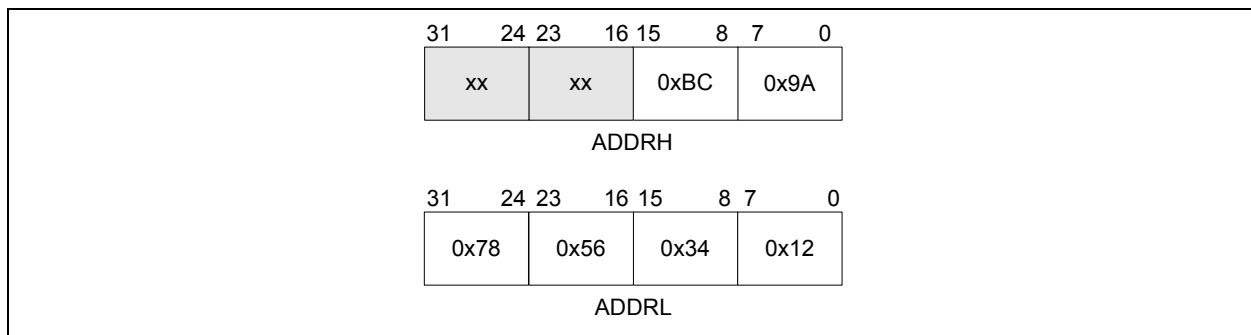 31 24 23 16 15 8 7 0
xx xx 0xBC 0x9A
ADDRH
31 24 23 16 15 8 7 0
0x78 0x56 0x34 0x12
ADDRL